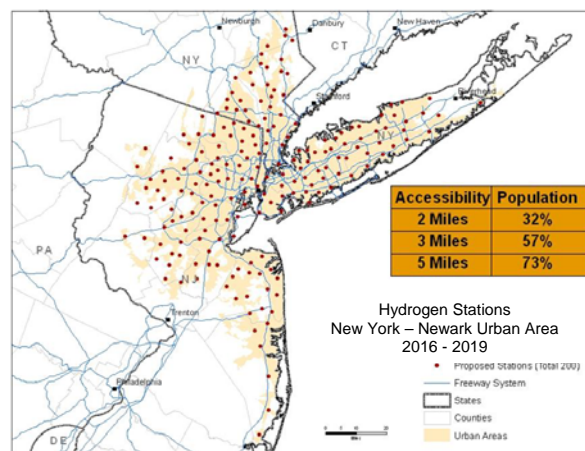 Newburgh
Danbury
New Haven
NY
CT
Stamford
Riverhead
NY
Accessibility Population
2 Miles 32%
3 Miles 57%
5 Miles 73%
PA
NJ
Hydrogen Stations
New York – Newark Urban Area
2016 - 2019
Trenton
Proposed Stations (Total 200)
Freeway System
States
Philadelphia
Counties
DE
Urban Areas